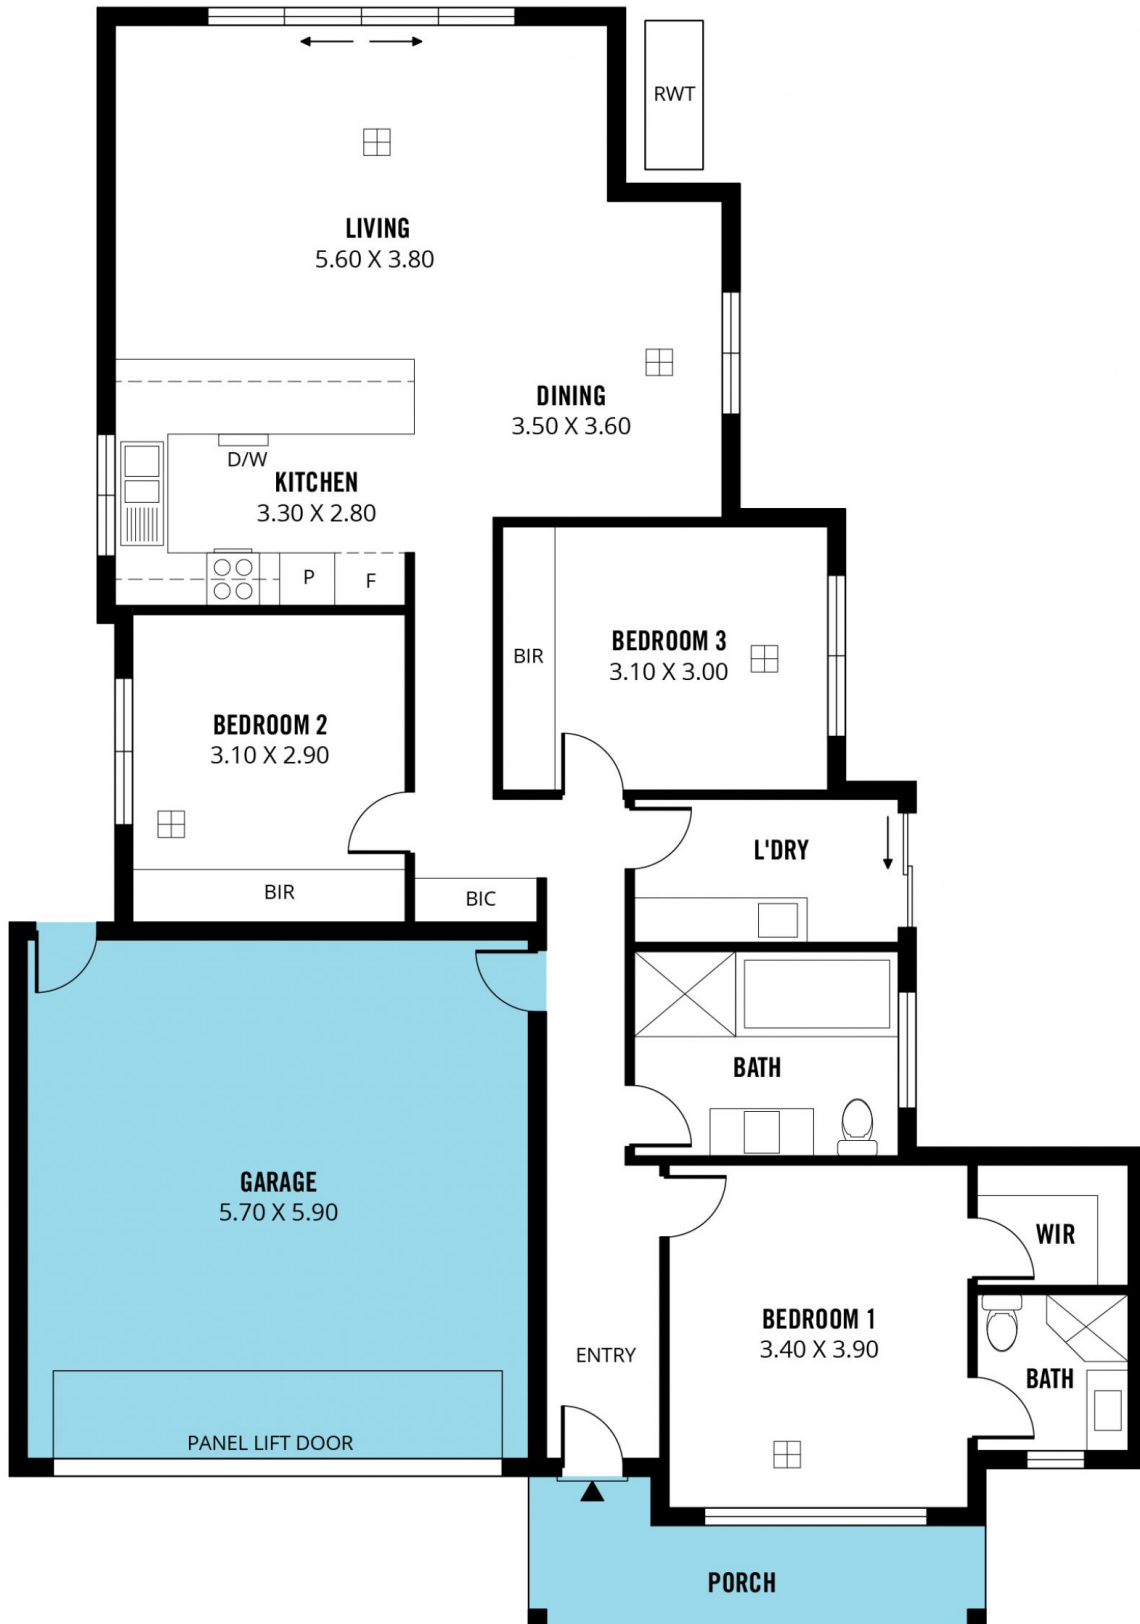 RWT
LIVING
5.60 X 3.80
DINING
3.50 X 3.60
D/W
KITCHEN
3.30 X 2.80
P
F
BEDROOM 3
3.10 X 3.00
BIR
BEDROOM 2
3.10 X 2.90
BIR
BIC
L'DRY
BATH
GARAGE
5.70 X 5.90
WIR
BEDROOM 1
3.40 X 3.90
ENTRY
BATH
PANEL LIFT DOOR
PORCH